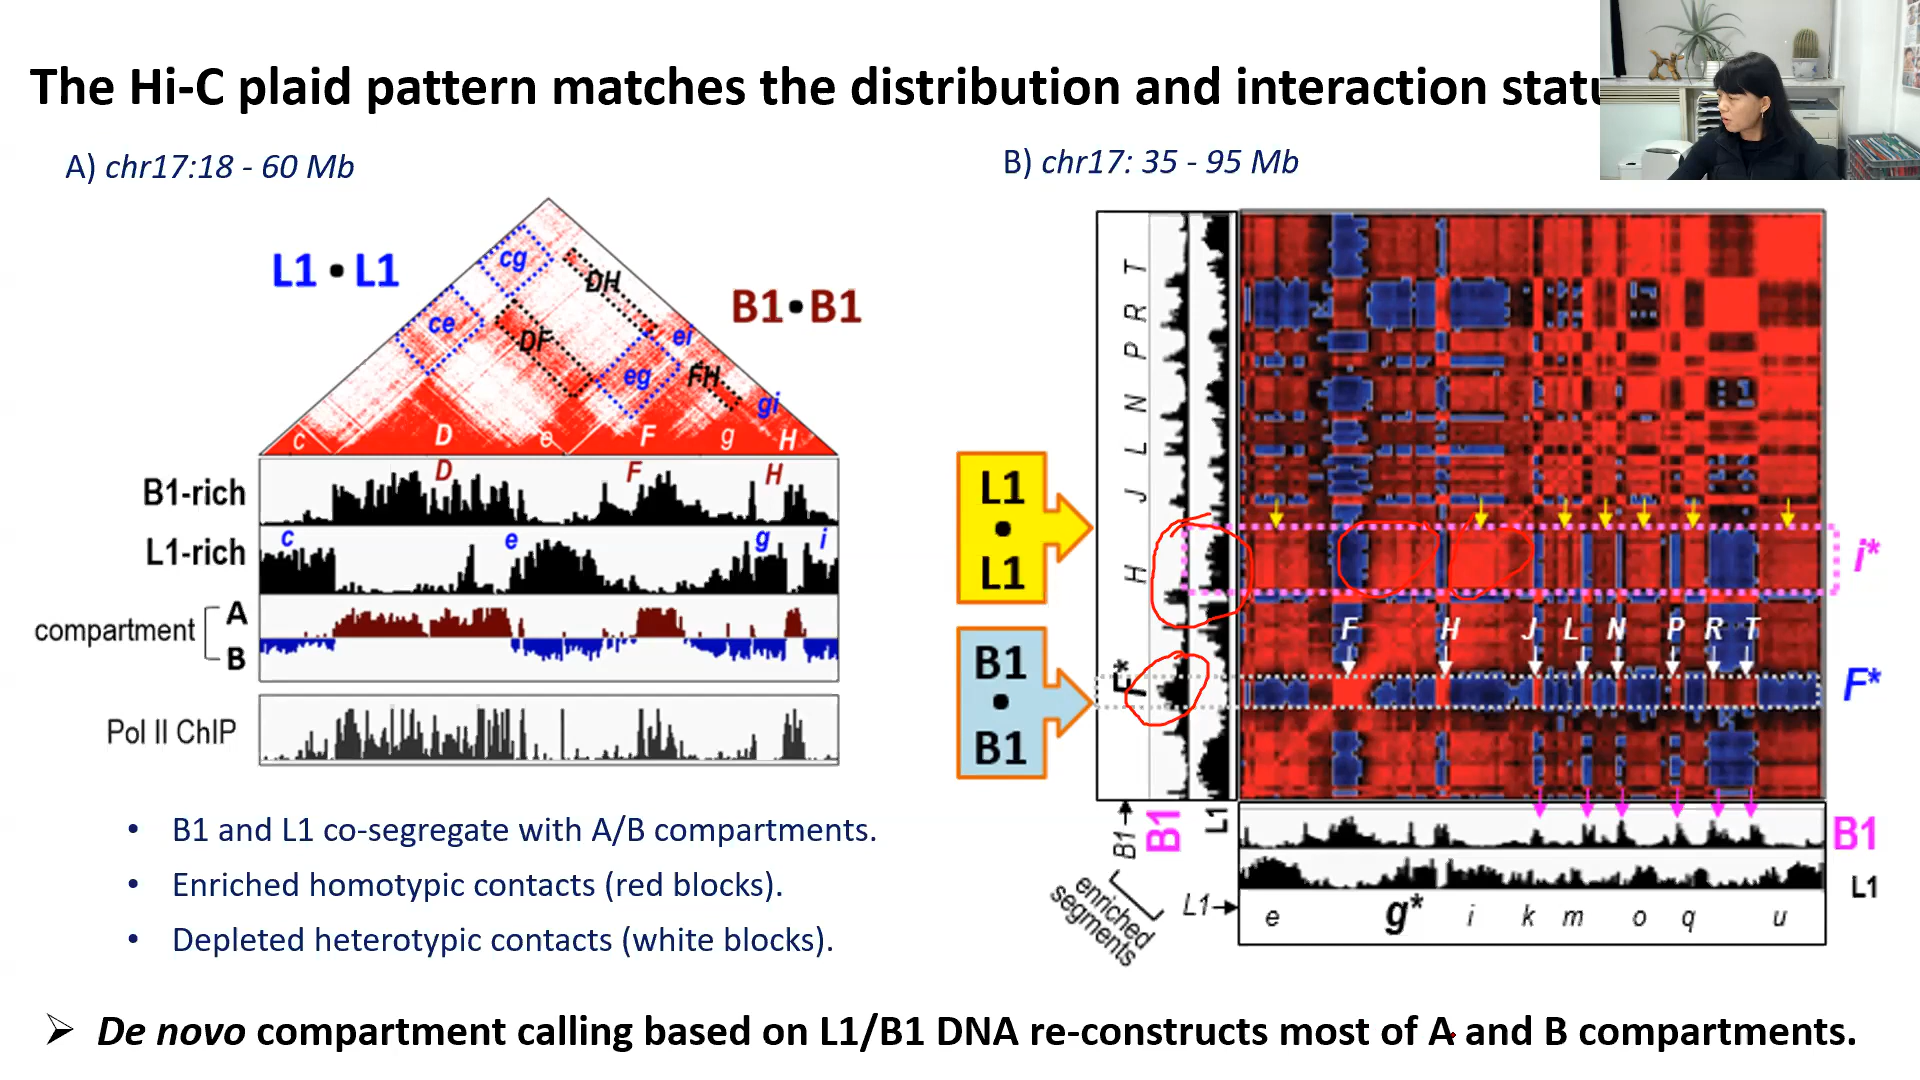 The Hi-C plaid pattern matches the distribution and interaction statu
A) chr17:18 - 60 Mb
B) chr17: 35 - 95 Mb
L1 • L1
B1•B1
cg
DH
ce
DF
ei
eg
FH
gi
c D e F g H
B1-rich
D F H
L1-rich
c e g i
compartment
A
B
Pol II ChIP
• B1 and L1 co-segregate with A/B compartments.
• Enriched homotypic contacts (red blocks).
• Depleted heterotypic contacts (white blocks).
L1
•
L1
B1
•
B1
T
R
P
N
L
J
H
F*
i*
F H J L N P R T
F*
B1
B1
L1
B1
L1
enriched
segments
L1
e g* i k m o q u
➢ De novo compartment calling based on L1/B1 DNA re-constructs most of A and B compartments.